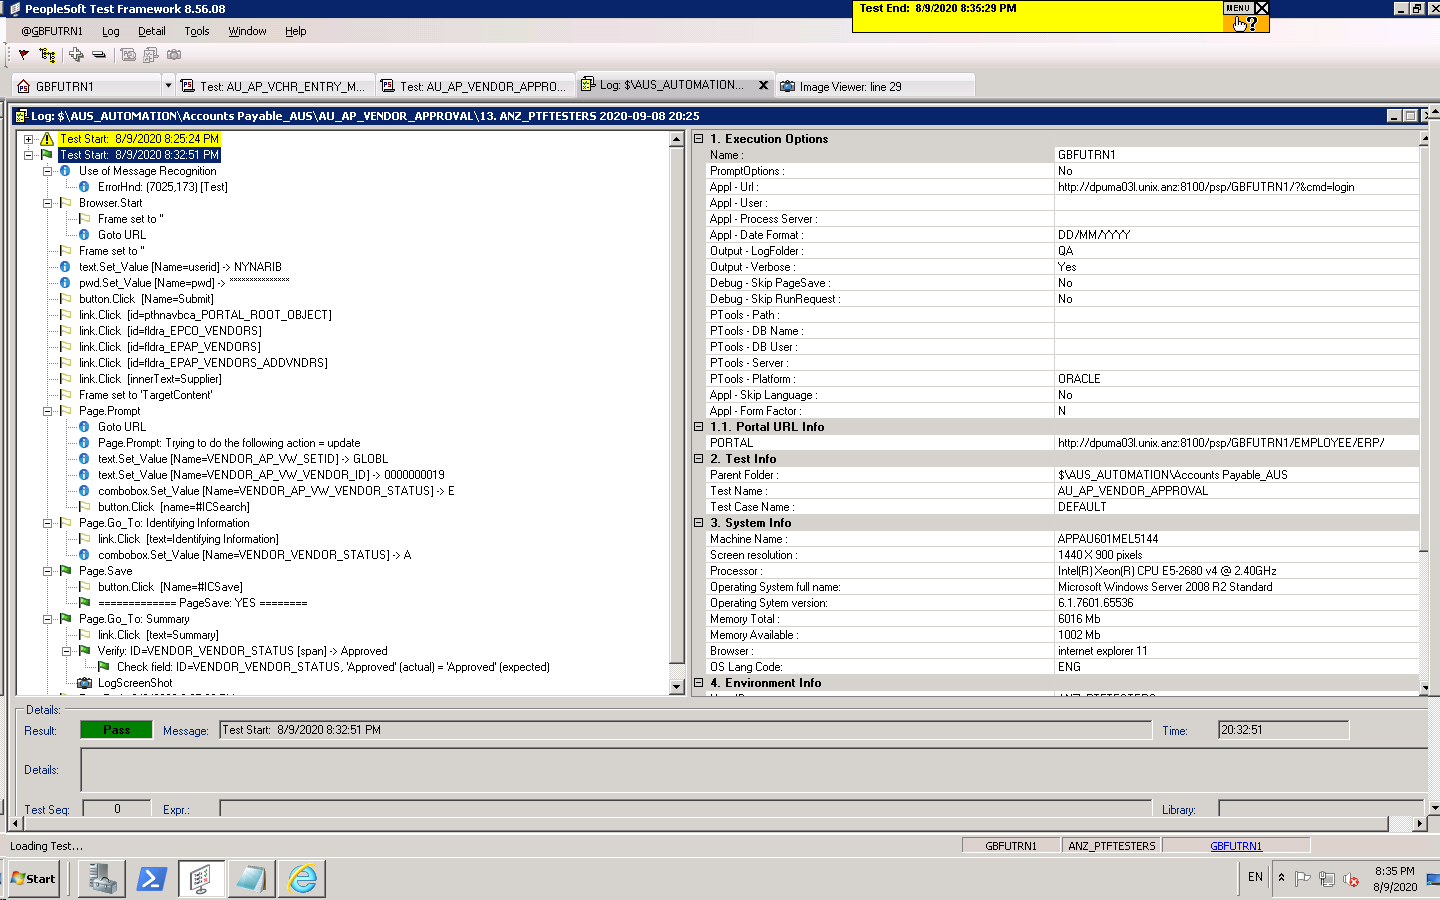 PeopleSoft Test Framework 8.56.08
Test End:  8/9/2020 8:35:29 PM
MENU
@GBFUTRN1 Log Detail Tools Window Help
GBFUTRN1
Test: AU_AP_VCHR_ENTRY_M...
Test: AU_AP_VENDOR_APPRO...
Log: $\AUS_AUTOMATION...
Image Viewer: line 29
Log: $\AUS_AUTOMATION\Accounts Payable_AUS\AU_AP_VENDOR_APPROVAL\13. ANZ_PTFTESTERS 2020-09-08 20:25
Test Start:  8/9/2020 8:25:24 PM
Test Start:  8/9/2020 8:32:51 PM
Use of Message Recognition
ErrorHnd: (7025,173) [Test]
Browser.Start
Frame set to ''
Goto URL
Frame set to ''
text.Set_Value [Name=userid] -> NYNARIB
pwd.Set_Value [Name=pwd] -> ***************
button.Click  [Name=Submit]
link.Click  [id=pthnavbca_PORTAL_ROOT_OBJECT]
link.Click  [id=fldra_EPCO_VENDORS]
link.Click  [id=fldra_EPAP_VENDORS]
link.Click  [id=fldra_EPAP_VENDORS_ADDVNDRS]
link.Click  [innerText=Supplier]
Frame set to 'TargetContent'
Page.Prompt
Goto URL
Page.Prompt: Trying to do the following action = update
text.Set_Value [Name=VENDOR_AP_VW_SETID] -> GLOBL
text.Set_Value [Name=VENDOR_AP_VW_VENDOR_ID] -> 0000000019
combobox.Set_Value [Name=VENDOR_AP_VW_VENDOR_STATUS] -> E
button.Click  [name=#ICSearch]
Page.Go_To: Identifying Information
link.Click  [text=Identifying Information]
combobox.Set_Value [Name=VENDOR_VENDOR_STATUS] -> A
Page.Save
button.Click  [Name=#ICSave]
============= PageSave: YES ========
Page.Go_To: Summary
link.Click  [text=Summary]
Verify: ID=VENDOR_VENDOR_STATUS [span] -> Approved
Check field: ID=VENDOR_VENDOR_STATUS, 'Approved' (actual) = 'Approved' (expected)
LogScreenShot
1. Execution Options
Name : GBFUTRN1
PromptOptions : No
Appl - Url : http://dpuma03l.unix.anz:8100/psp/GBFUTRN1/?&cmd=login
Appl - User :
Appl - Process Server :
Appl - Date Format : DD/MM/YYYY
Output - LogFolder : QA
Output - Verbose : Yes
Debug - Skip PageSave : No
Debug - Skip RunRequest : No
PTools - Path :
PTools - DB Name :
PTools - DB User :
PTools - Server :
PTools - Platform : ORACLE
Appl - Skip Language : No
Appl - Form Factor : N
1.1. Portal URL Info
PORTAL http://dpuma03l.unix.anz:8100/psp/GBFUTRN1/EMPLOYEE/ERP/
2. Test Info
Parent Folder : $\AUS_AUTOMATION\Accounts Payable_AUS
Test Name : AU_AP_VENDOR_APPROVAL
Test Case Name : DEFAULT
3. System Info
Machine Name : APPAU601MEL5144
Screen resolution : 1440 X 900 pixels
Processor : Intel(R) Xeon(R) CPU E5-2680 v4 @ 2.40GHz
Operating System full name: Microsoft Windows Server 2008 R2 Standard
Operating Sytem version: 6.1.7601.65536
Memory Total : 6016 Mb
Memory Available : 1002 Mb
Browser : internet explorer 11
OS Lang Code: ENG
4. Environment Info
Details:
Result: Pass Message: Test Start:  8/9/2020 8:32:51 PM Time: 20:32:51
Details:
Test Seq: 0 Expr.: Library:
Loading Test... GBFUTRN1 ANZ_PTFTESTERS GBFUTRN1
Start
EN
8:35 PM
8/9/2020